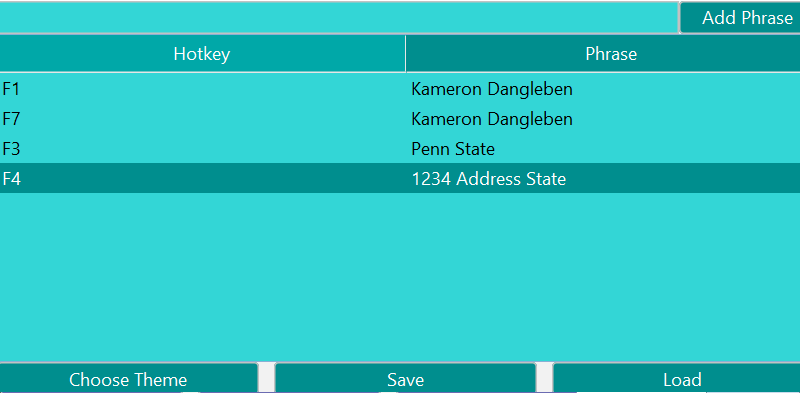 Add Phrase
Hotkey Phrase
F1 Kameron Dangleben
F7 Kameron Dangleben
F3 Penn State
F4 1234 Address State
Choose Theme Save Load